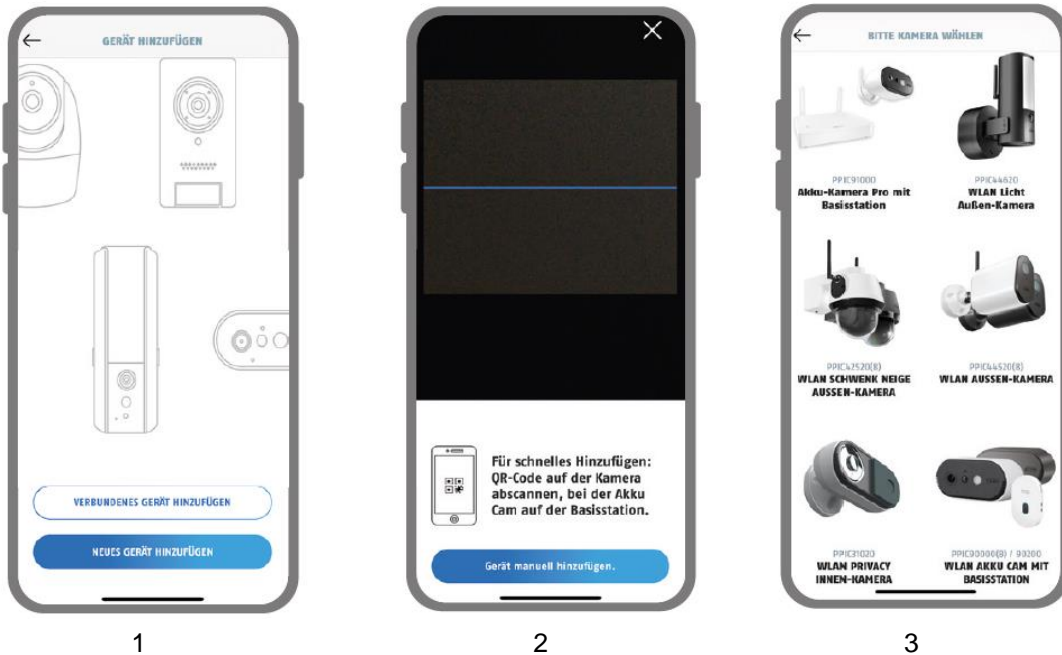 GERÄT HINZUFÜGEN
VERBUNDENES GERÄT HINZUFÜGEN
NEUES GERÄT HINZUFÜGEN
1
Für schnelles Hinzufügen:
QR-Code auf der Kamera
abscannen, bei der Akku
Cam auf der Basisstation.
Gerät manuell hinzufügen.
2
BITTE KAMERA WÄHLEN
PPIC91000
Akku-Kamera Pro mit
Basisstation
PPIC44620
WLAN Licht
Außen-Kamera
PPIC42520(B)
WLAN SCHWENK NEIGE
AUSSEN-KAMERA
PPIC44520(B)
WLAN AUSSEN-KAMERA
PPIC31020
WLAN PRIVACY
INNEN-KAMERA
PPIC90000(B) / 90200
WLAN AKKU CAM MIT
BASISSTATION
3